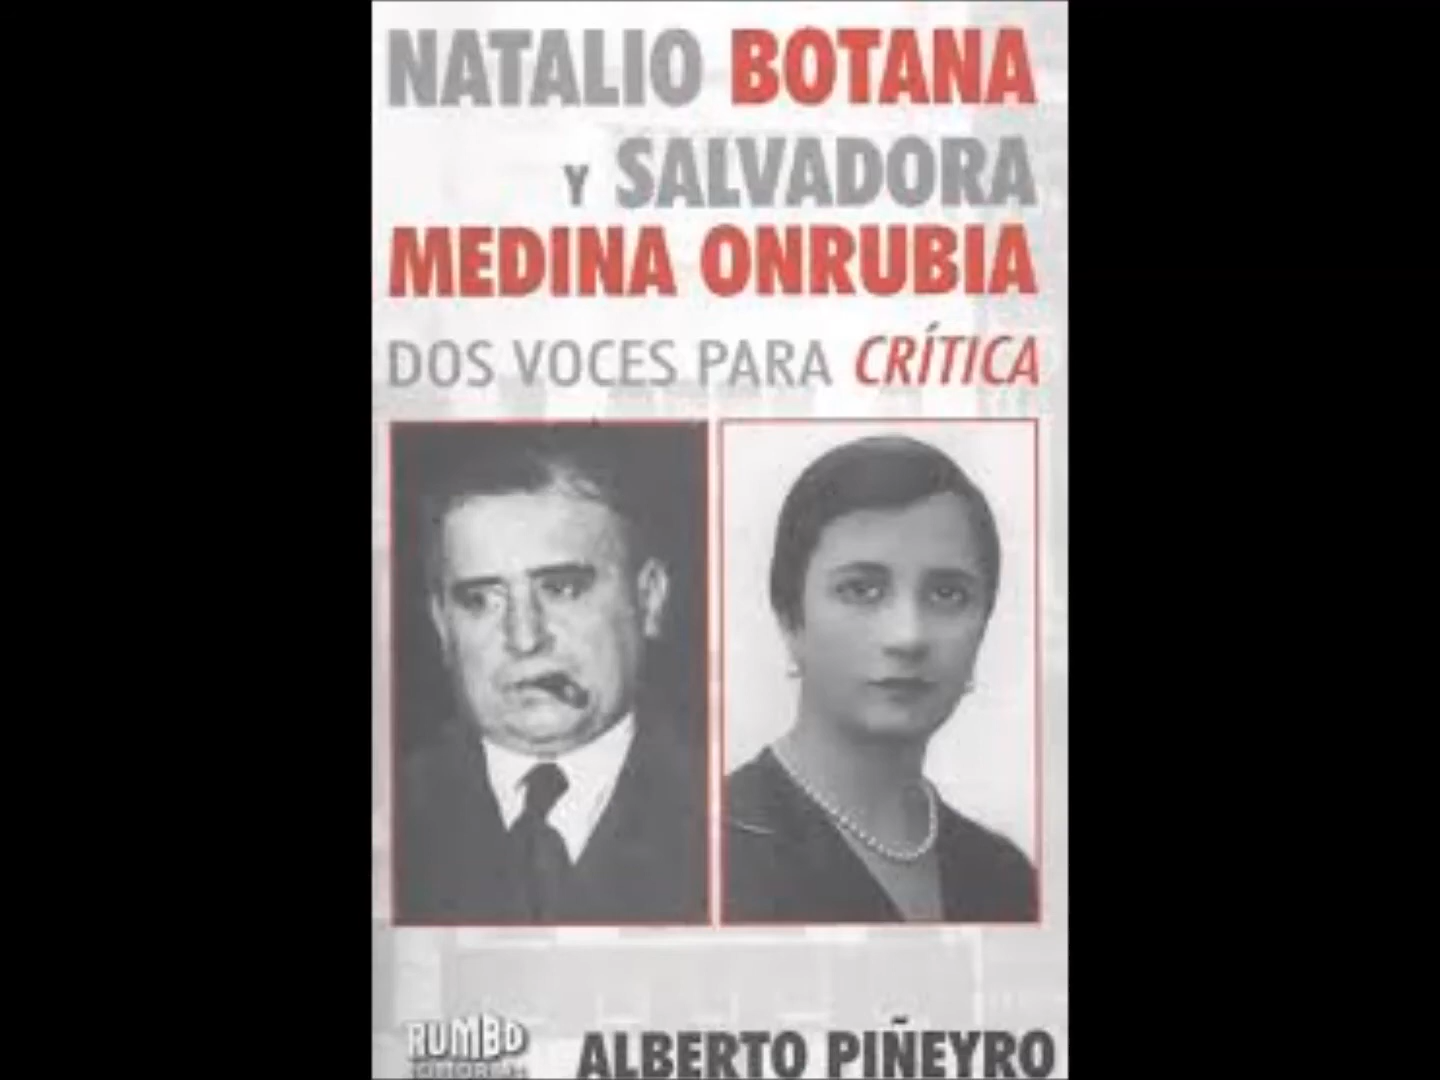 NATALIO BOTANA
Y SALVADORA
MEDINA ONRUBIA
DOS VOCES PARA CRÍTICA
RUMBO
ALBERTO PIÑEYRO